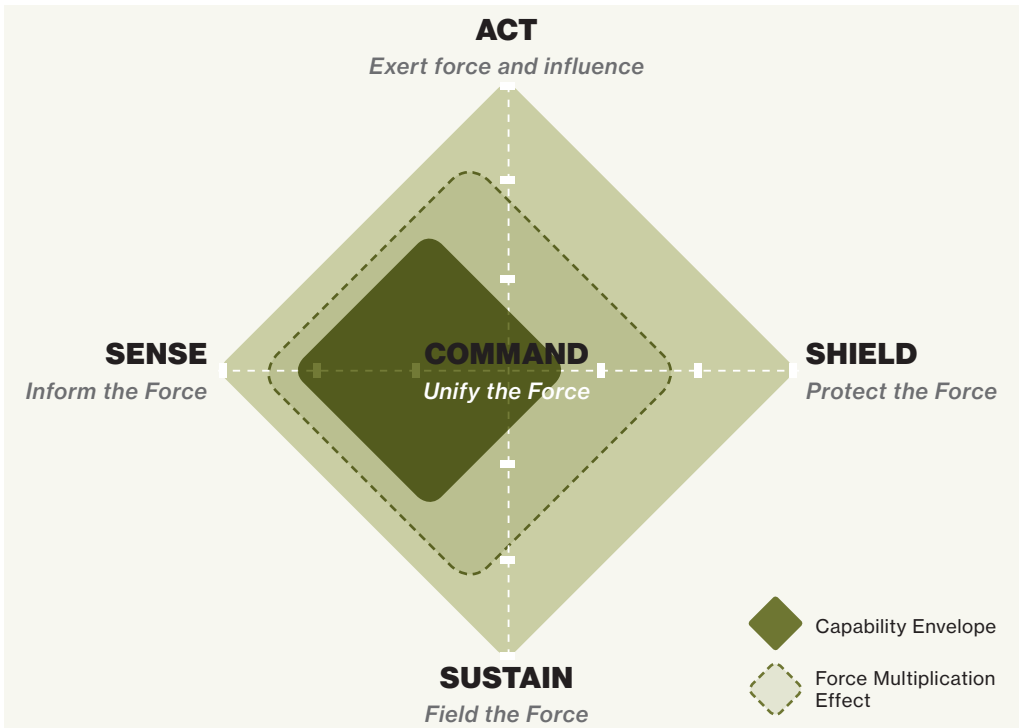 ACT
Exert force and influence
SENSE
Inform the Force
COMMAND
Unify the Force
SHIELD
Protect the Force
SUSTAIN
Field the Force
Capability Envelope
Force Multiplication
Effect